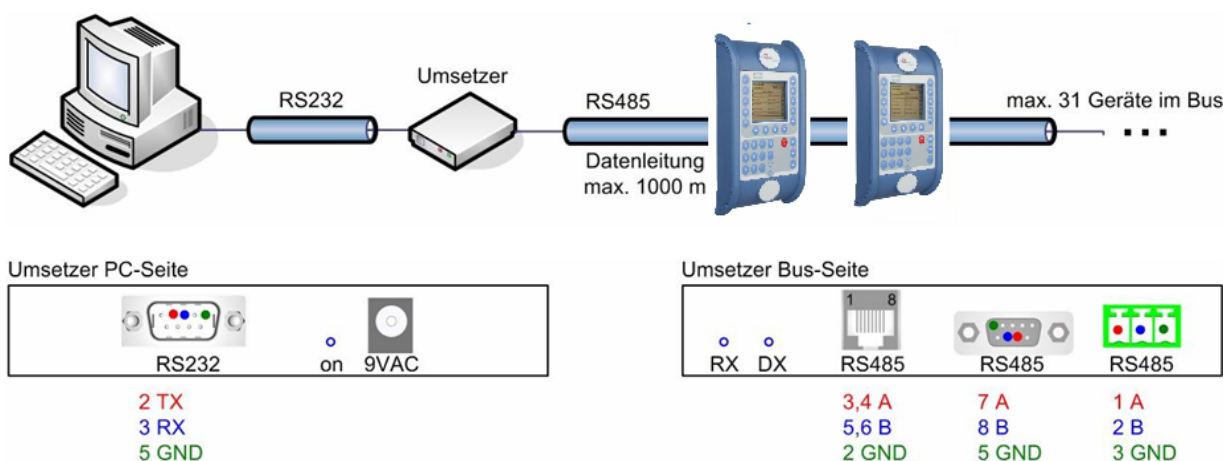 Umsetzer
RS232
RS485
max. 31 Geräte im Bus
Datenleitung
max. 1000 m
Umsetzer PC-Seite
RS232
on
9VAC
2 TX
3 RX
5 GND
Umsetzer Bus-Seite
1 8
RX
DX
RS485
RS485
RS485
3,4 A
5,6 B
2 GND
7 A
8 B
5 GND
1 A
2 B
3 GND